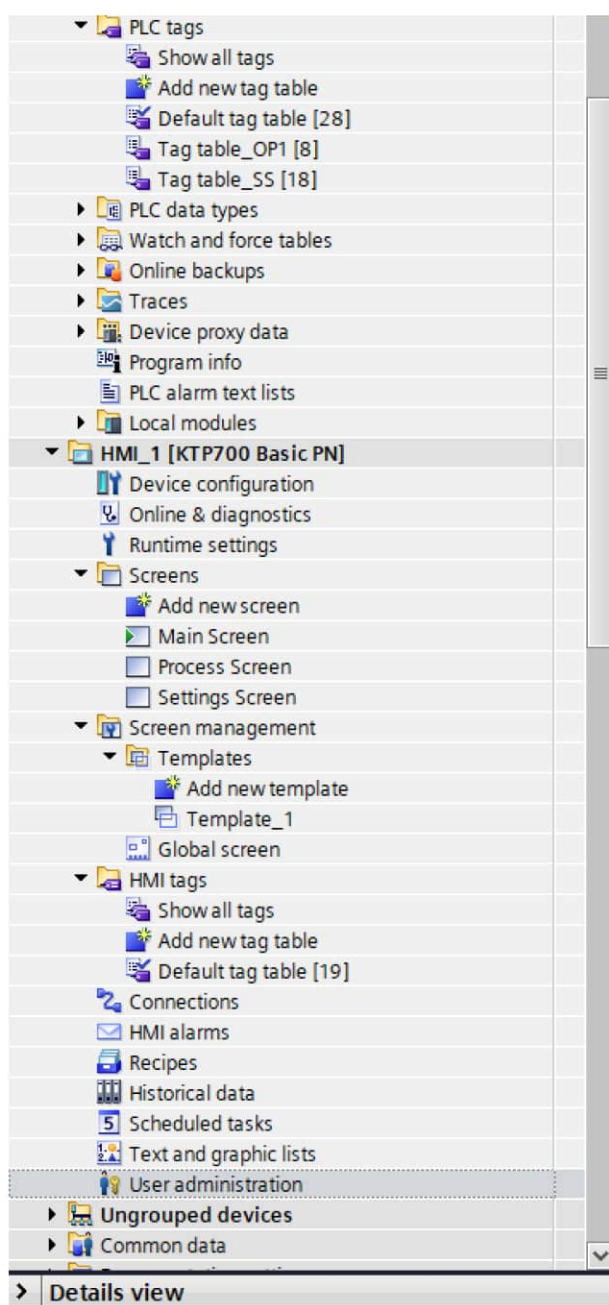 PLC tags
Show all tags
Add new tag table
Default tag table [28]
Tag table_OP1 [8]
Tag table_SS [18]
PLC data types
Watch and force tables
Online backups
Traces
Device proxy data
Program info
PLC alarm text lists
Local modules
HMI_1 [KTP700 Basic PN]
Device configuration
Online & diagnostics
Runtime settings
Screens
Add new screen
Main Screen
Process Screen
Settings Screen
Screen management
Templates
Add new template
Template_1
Global screen
HMI tags
Show all tags
Add new tag table
Default tag table [19]
Connections
HMI alarms
Recipes
Historical data
Scheduled tasks
Text and graphic lists
User administration
Ungrouped devices
Common data
Details view